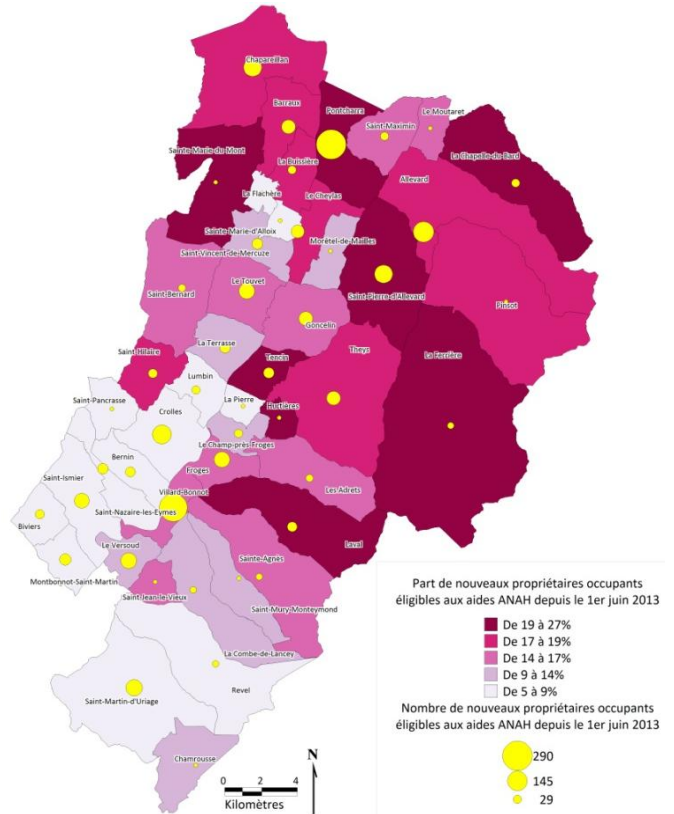 Chapareillan
Barraux
Pontcharra
Le Moutaret
Saint-Maximin
Sainte-Marie-du-Mont
La Buissière
La Chapelle-du-Bard
Allevard
La Flachère
Le Cheylas
Sainte-Marie-d'Alloix
Morêtel-de-Mailles
Saint-Vincent-de-Mercuze
Le Touvet
Saint-Bernard
Saint-Pierre-d'Allevard
Pinsot
Goncelin
La Terrasse
Theys
Saint-Hilaire
Tencin
La Ferrière
Lumbin
Saint-Pancrasse
La Pierre
Hurtières
Crolles
Le Champ-près-Froges
Bernin
Saint-Ismier
Froges
Les Adrets
Villard-Bonnot
Saint-Nazaire-les-Eymes
Biviers
Laval
Le Versoud
Sainte-Agnès
Montbonnot-Saint-Martin
Saint-Jean-le-Vieux
Saint-Mury-Monteymond
La-Combe-de-Lancey
Revel
Saint-Martin-d'Uriage
Chamrousse
Part de nouveaux propriétaires occupants
éligibles aux aides ANAH depuis le 1er juin 2013
De 19 à 27%
De 17 à 19%
De 14 à 17%
De 9 à 14%
De 5 à 9%
Nombre de nouveaux propriétaires occupants
éligibles aux aides ANAH depuis le 1er juin 2013
290
145
29
N
0 2 4
Kilomètres